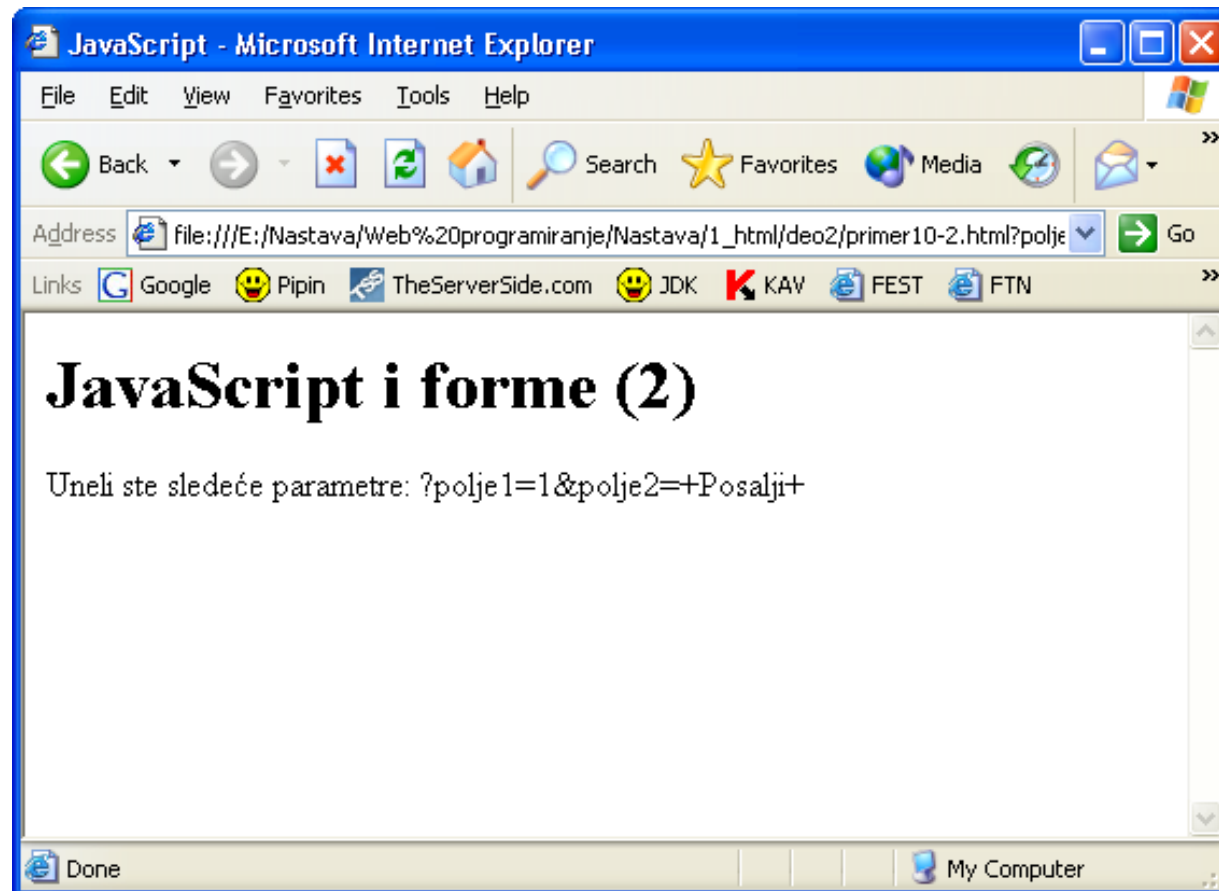 JavaScript - Microsoft Internet Explorer
File Edit View Favorites Tools Help
Back Search Favorites Media
Address file:///E:/Nastava/Web%20programiranje/Nastava/1_html/deo2/primer10-2.html?polje Go
Links Google Pipin TheServerSide.com JDK KAV FEST FTN
JavaScript i forme (2)
Uneli ste sledeće parametre: ?polje1=1&polje2=+Posalji+
Done My Computer